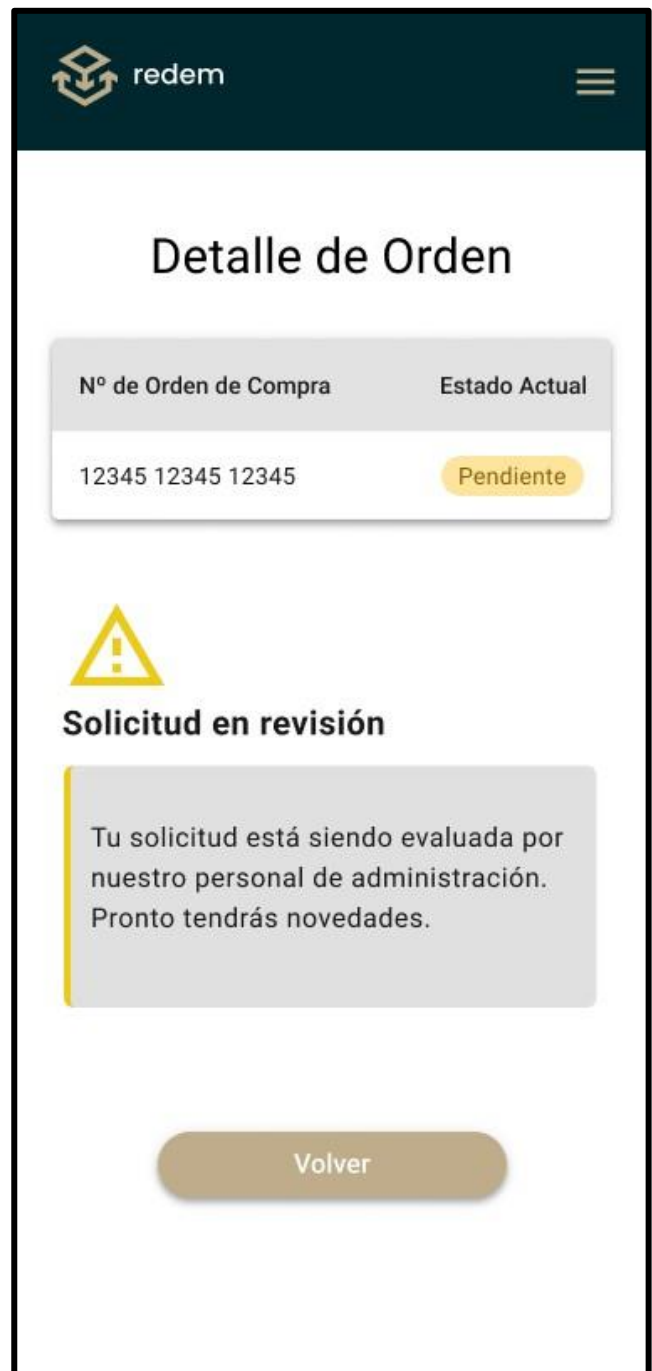 redem
Detalle de Orden
Nº de Orden de Compra Estado Actual
12345 12345 12345 Pendiente
Solicitud en revisión
Tu solicitud está siendo evaluada por
nuestro personal de administración.
Pronto tendrás novedades.
Volver